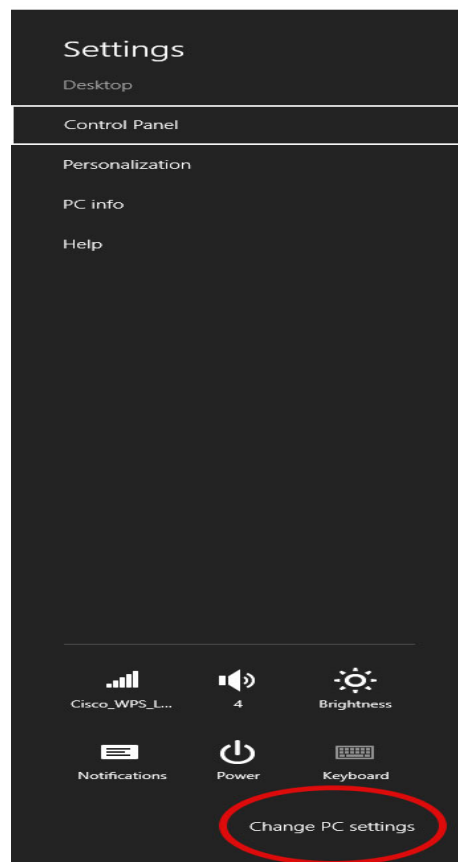 Settings
Desktop
Control Panel
Personalization
PC info
Help
Cisco_WPS_L... 4 Brightness
Notifications Power Keyboard
Change PC settings